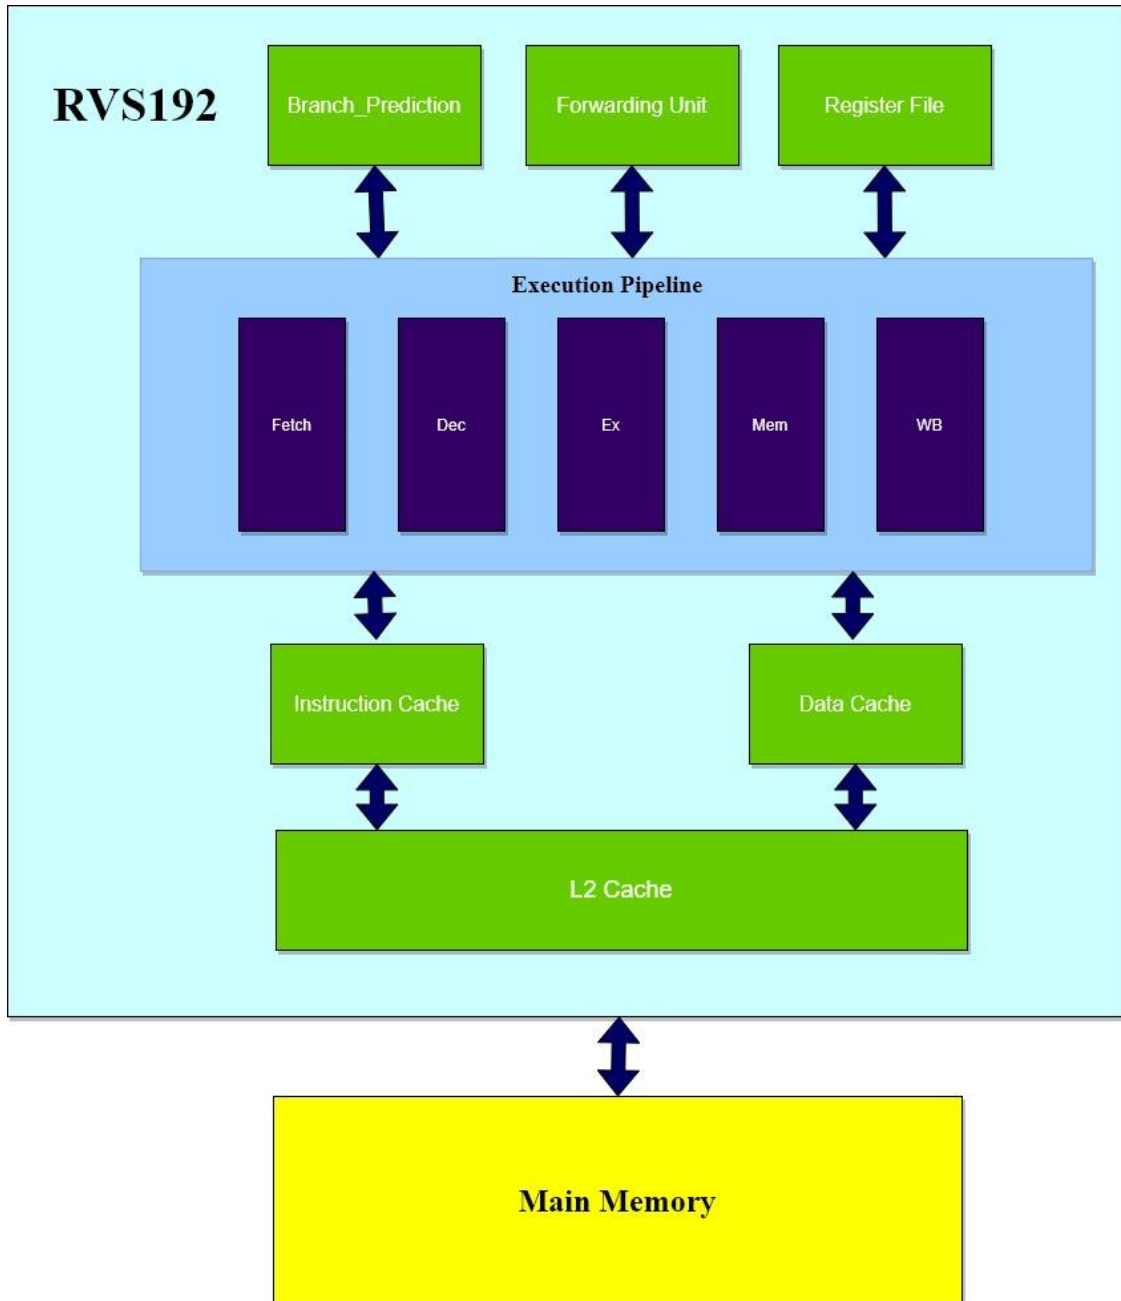 RVS192
Branch_Prediction
Forwarding Unit
Register File
Execution Pipeline
Fetch
Dec
Ex
Mem
WB
Instruction Cache
Data Cache
L2 Cache
Main Memory